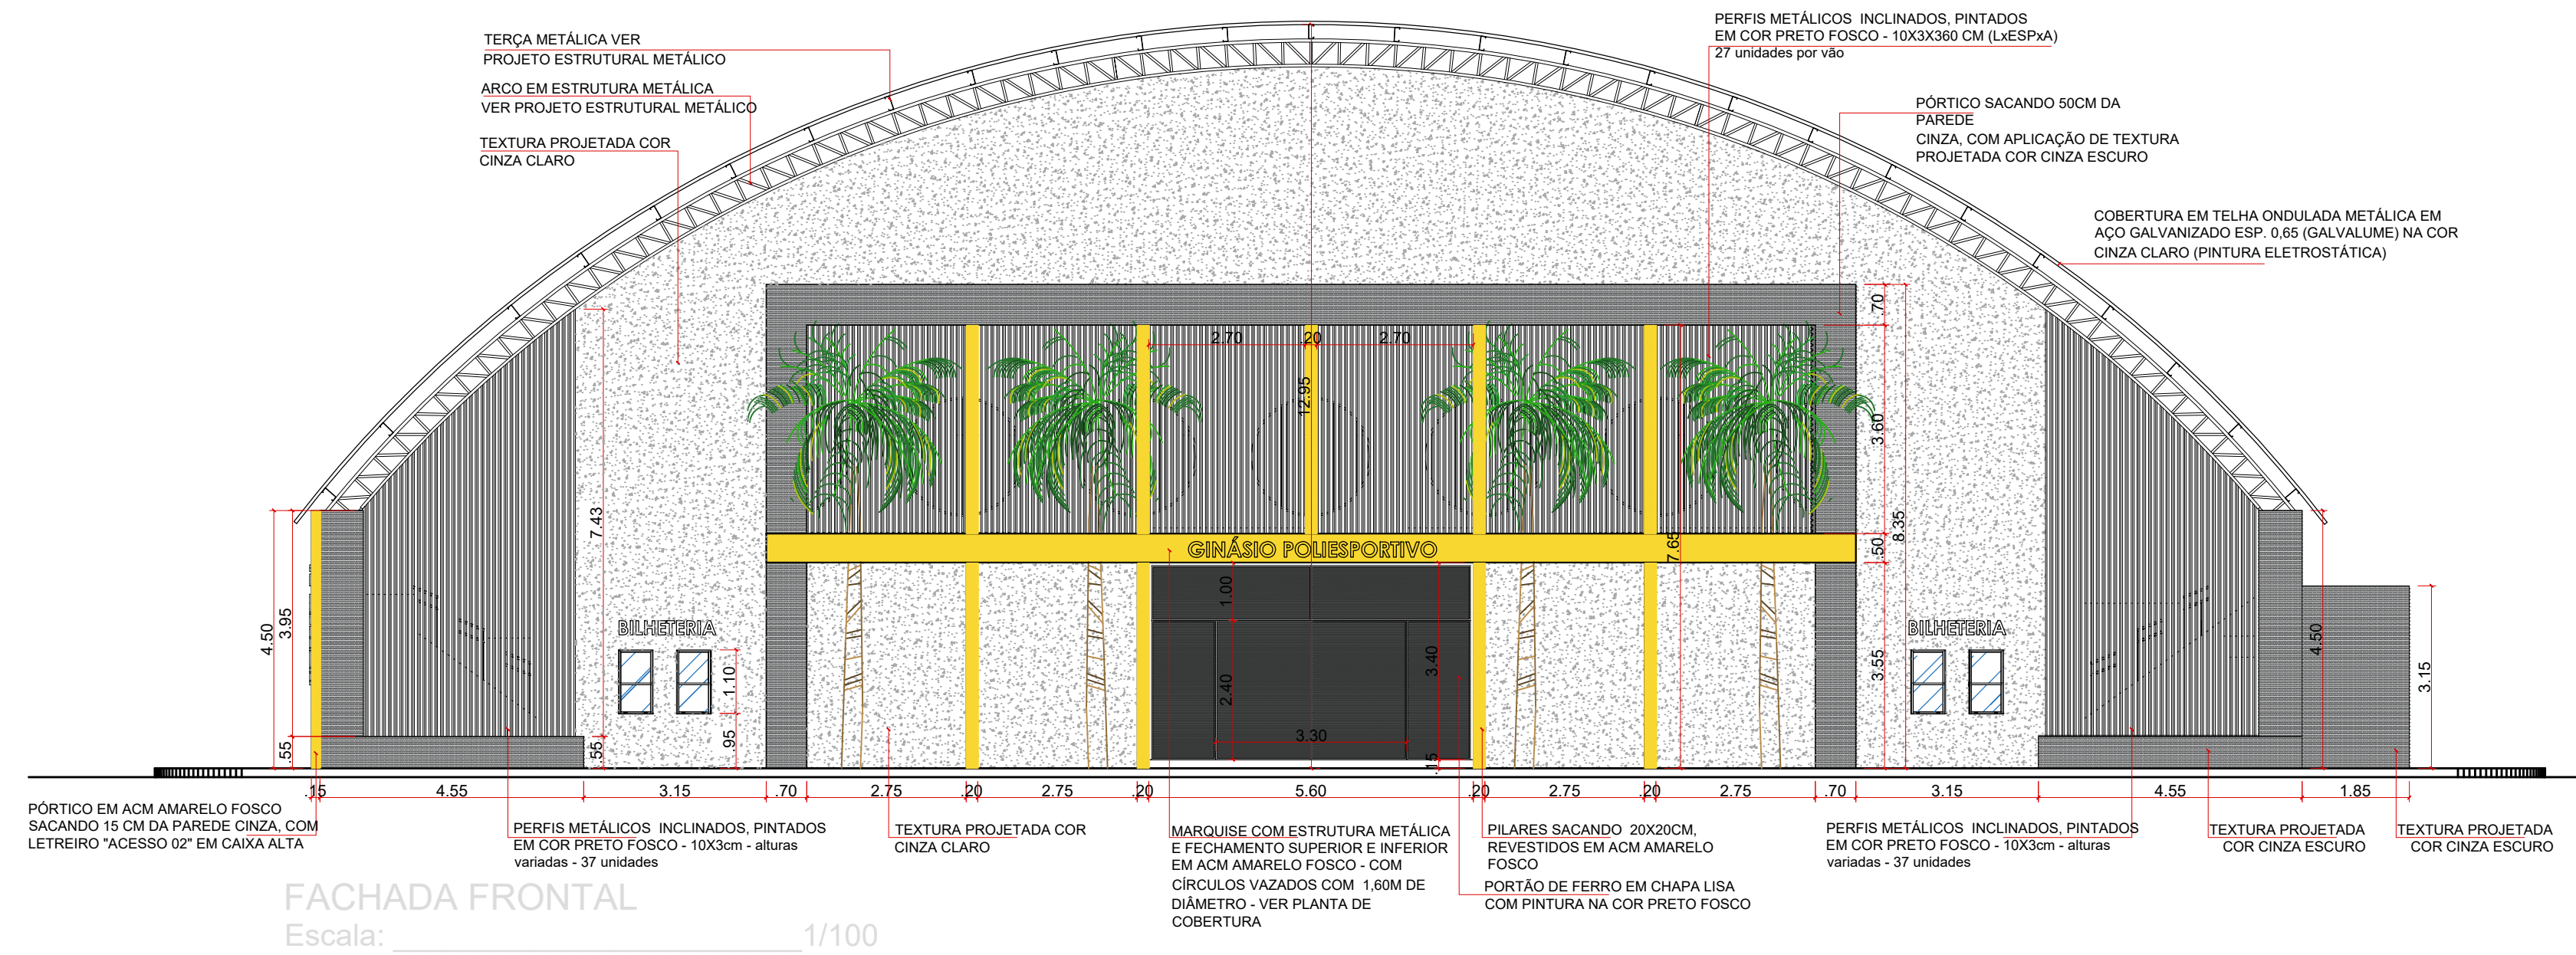 TERÇA METÁLICA VER
PROJETO ESTRUTURAL METÁLICO
ARCO EM ESTRUTURA METÁLICA
VER PROJETO ESTRUTURAL METÁLICO
TEXTURA PROJETADA COR
CINZA CLARO
PERFIS METÁLICOS INCLINADOS, PINTADOS
EM COR PRETO FOSCO - 10X3X360 CM (LxESPxA)
27 unidades por vão
PÓRTICO SACANDO 50CM DA
PAREDE
CINZA, COM APLICAÇÃO DE TEXTURA
PROJETADA COR CINZA ESCURO
COBERTURA EM TELHA ONDULADA METÁLICA EM
AÇO GALVANIZADO ESP. 0,65 (GALVALUME) NA COR
CINZA CLARO (PINTURA ELETROSTÁTICA)
.70
2.70
.20
2.70
12.95
3.60
7.43
8.35
7.65
.50
GINÁSIO POLIESPORTIVO
4.50
3.95
.55
.55
BILHETERIA
1.10
.95
1.00
2.40
3.30
3.40
.15
3.55
BILHETERIA
4.50
3.15
.15
4.55
3.15
.70
2.75
.20
2.75
.20
5.60
.20
2.75
.20
2.75
.70
3.15
4.55
1.85
PÓRTICO EM ACM AMARELO FOSCO
SACANDO 15 CM DA PAREDE CINZA, COM
LETREIRO "ACESSO 02" EM CAIXA ALTA
PERFIS METÁLICOS INCLINADOS, PINTADOS
EM COR PRETO FOSCO - 10X3cm - alturas
variadas - 37 unidades
TEXTURA PROJETADA COR
CINZA CLARO
MARQUISE COM ESTRUTURA METÁLICA
E FECHAMENTO SUPERIOR E INFERIOR
EM ACM AMARELO FOSCO - COM
CÍRCULOS VAZADOS COM 1,60M DE
DIÂMETRO - VER PLANTA DE
COBERTURA
PILARES SACANDO 20X20CM,
REVESTIDOS EM ACM AMARELO
FOSCO
PORTÃO DE FERRO EM CHAPA LISA
COM PINTURA NA COR PRETO FOSCO
PERFIS METÁLICOS INCLINADOS, PINTADOS
EM COR PRETO FOSCO - 10X3cm - alturas
variadas - 37 unidades
TEXTURA PROJETADA
COR CINZA ESCURO
TEXTURA PROJETADA
COR CINZA ESCURO
FACHADA FRONTAL
Escala: ________________________1/100